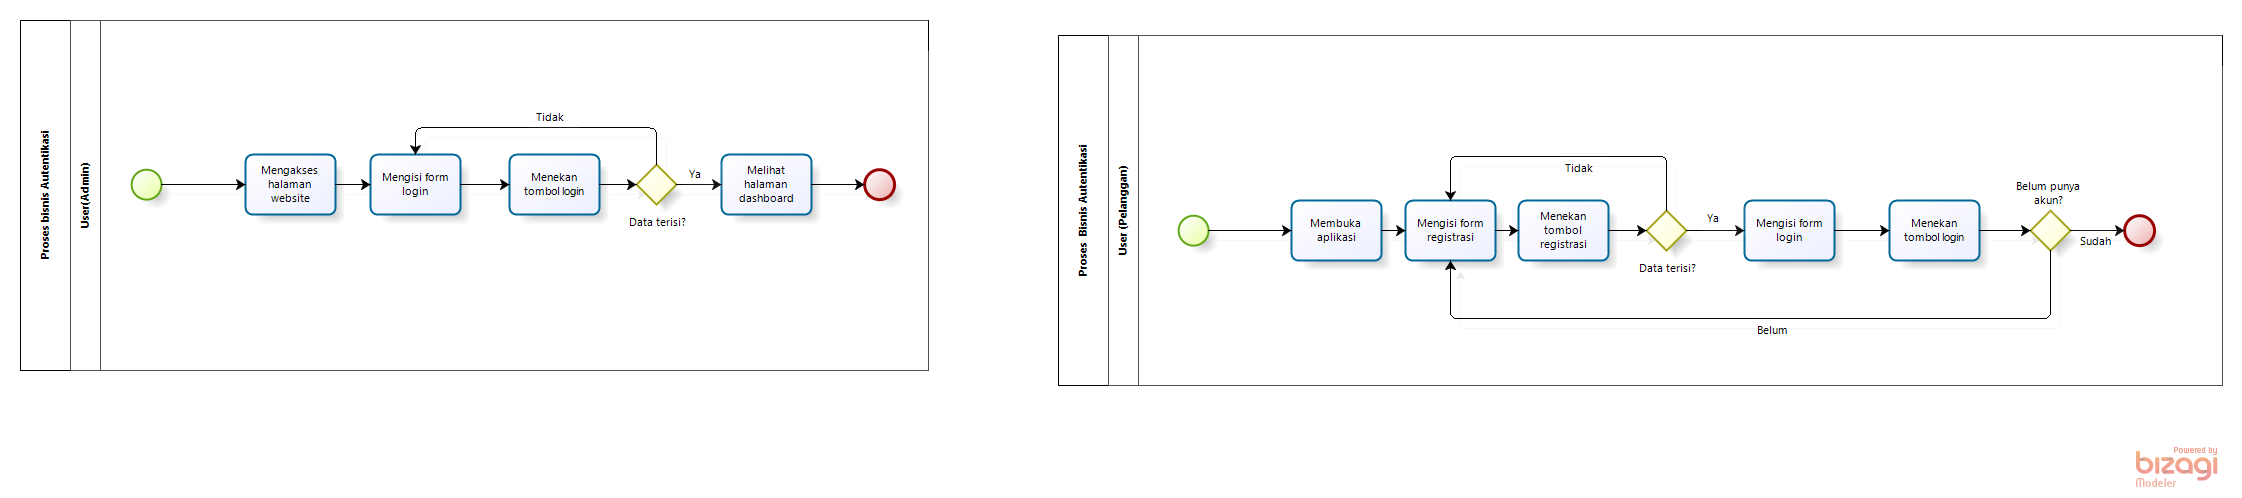 Proses bisnis Autentikasi
User(Admin)
Mengakses
halaman
website
Mengisi form
login
Menekan
tombol login
Tidak
Data terisi?
Ya
Melihat
halaman
dashboard
Proses  Bisnis Autentikasi
User (Pelanggan)
Membuka
aplikasi
Mengisi form
registrasi
Menekan
tombol
registrasi
Tidak
Data terisi?
Ya
Mengisi form
login
Menekan
tombol login
Belum punya
akun?
Sudah
Belum
Powered by
bizagi
Modeler